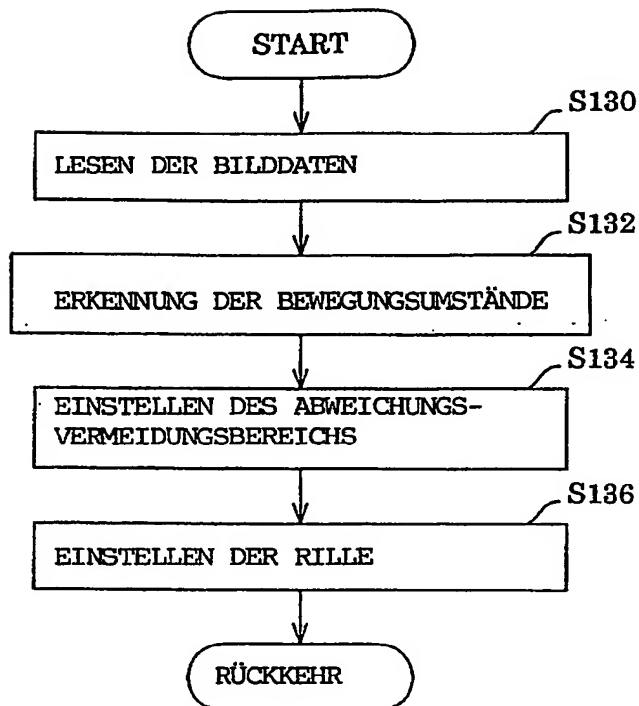 START
S130
LESEN DER BILDDATEN
S132
ERKENNUNG DER BEWEGUNGSUMSTÄNDE
S134
EINSTELLEN DES ABWEICHUNGS-
VERMEIDUNGSBEREICHS
S136
EINSTELLEN DER RILLE
RÜCKKEHR